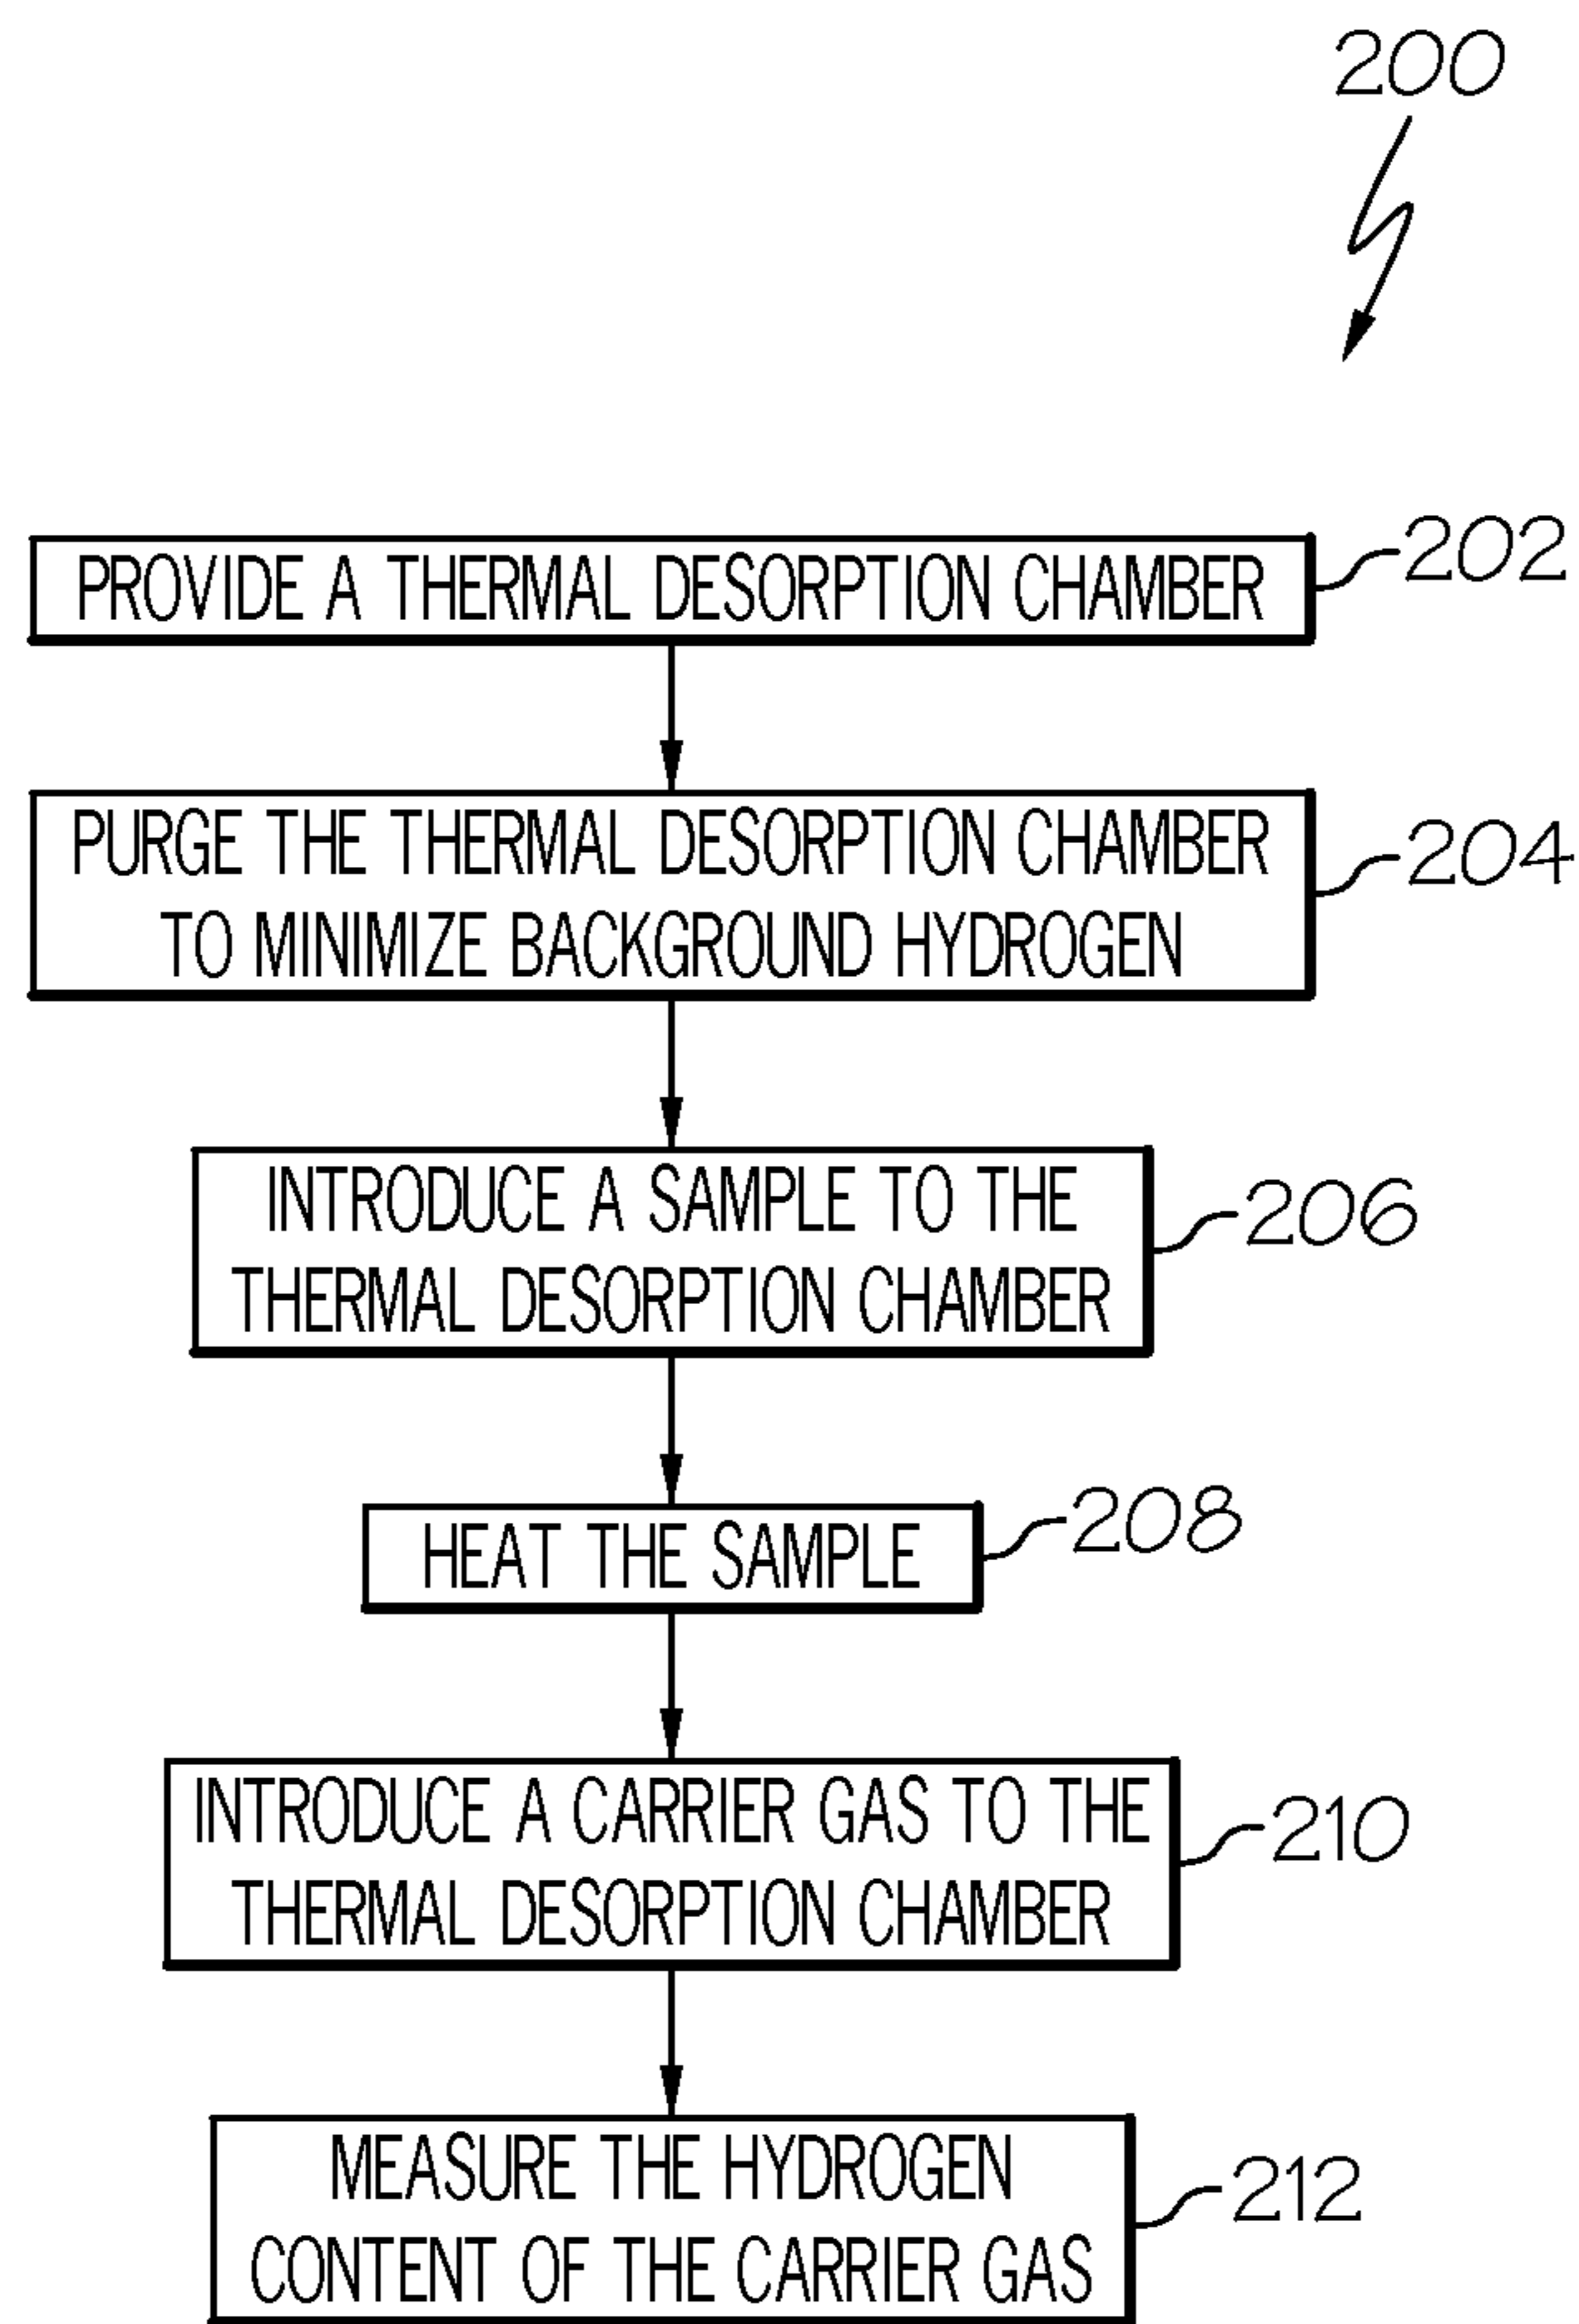 200
PROVIDE A THERMAL DESORPTION CHAMBER
202
PURGE THE THERMAL DESORPTION CHAMBER
TO MINIMIZE BACKGROUND HYDROGEN
204
INTRODUCE A SAMPLE TO THE
THERMAL DESORPTION CHAMBER
206
HEAT THE SAMPLE
208
INTRODUCE A CARRIER GAS TO THE
THERMAL DESORPTION CHAMBER
210
MEASURE THE HYDROGEN
CONTENT OF THE CARRIER GAS
212